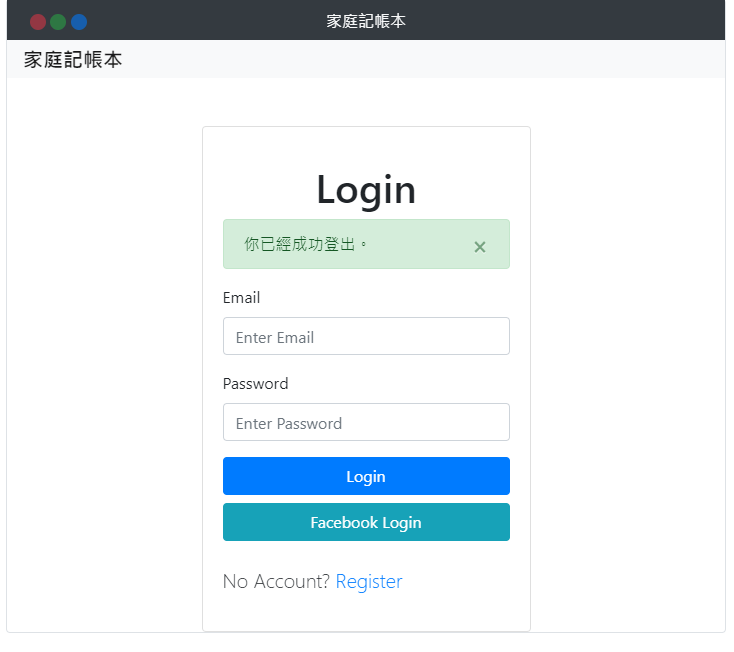 家庭記帳本
家庭記帳本
Login
你已經成功登出。 ×
Email
Enter Email
Password
Enter Password
Login
Facebook Login
No Account? Register